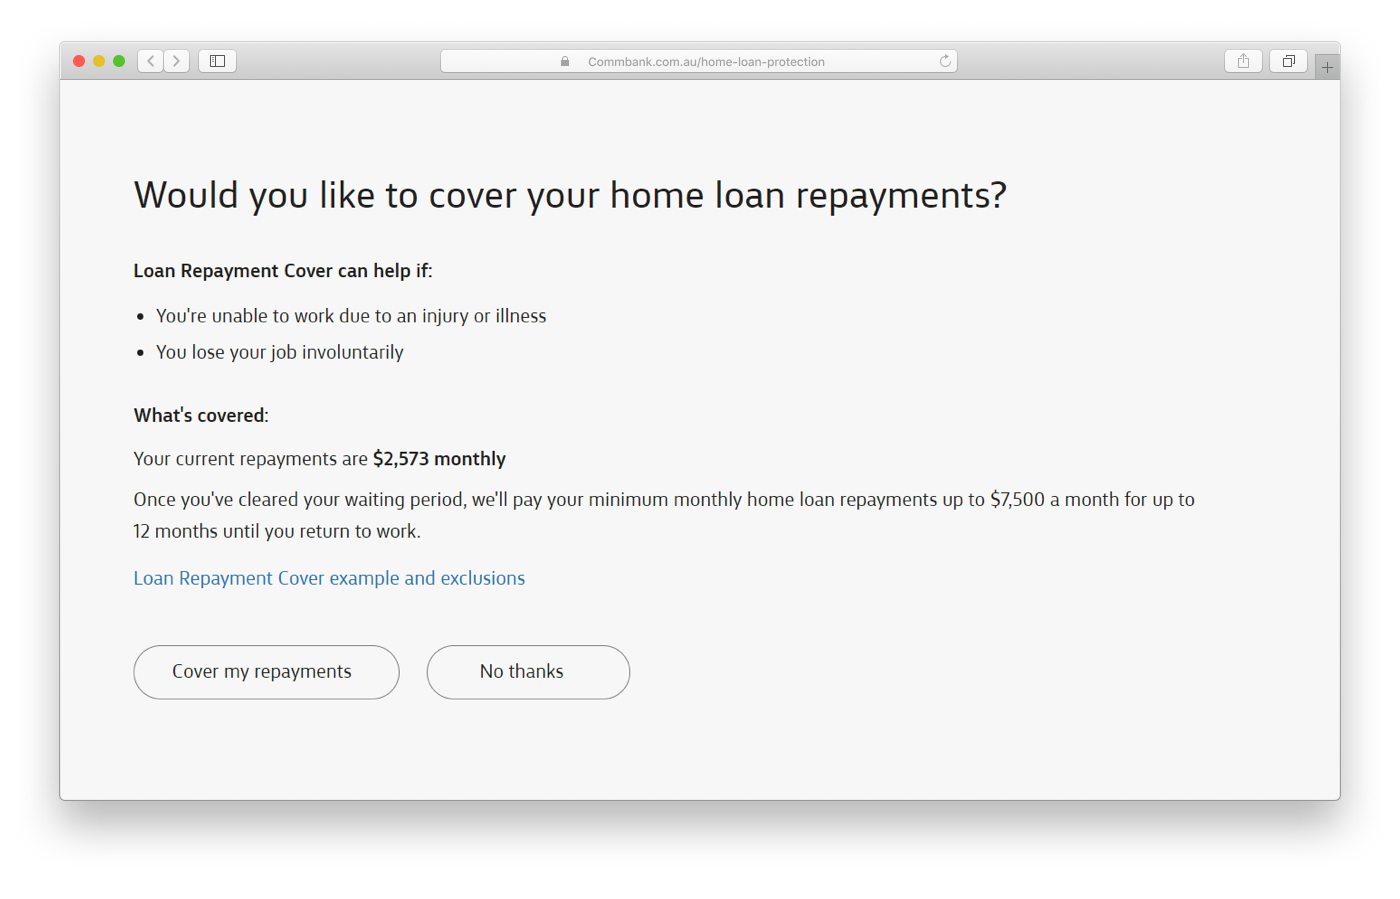 Commbank.com.au/home-loan-protection
Would you like to cover your home loan repayments?
Loan Repayment Cover can help if:
• You're unable to work due to an injury or illness
• You lose your job involuntarily
What's covered:
Your current repayments are $2,573 monthly
Once you've cleared your waiting period, we'll pay your minimum monthly home loan repayments up to $7,500 a month for up to
12 months until you return to work.
Loan Repayment Cover example and exclusions
Cover my repayments
No thanks